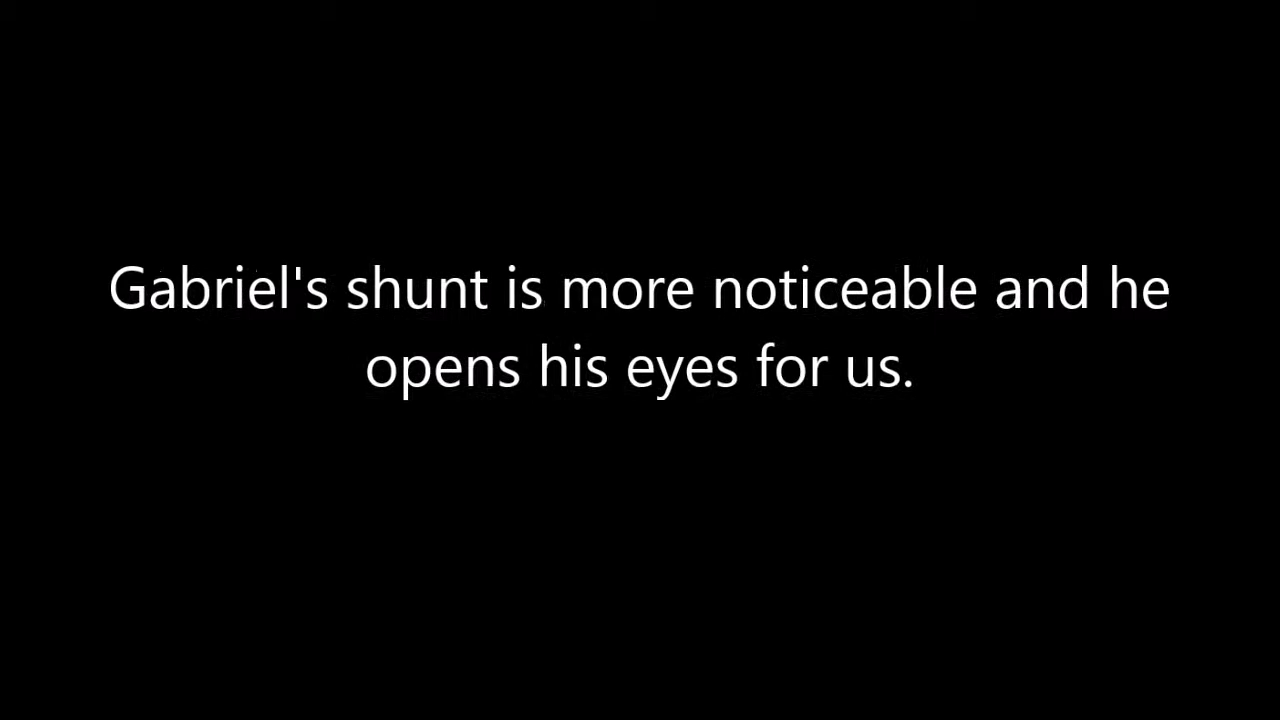 Gabriel's shunt is more noticeable and he
opens his eyes for us.